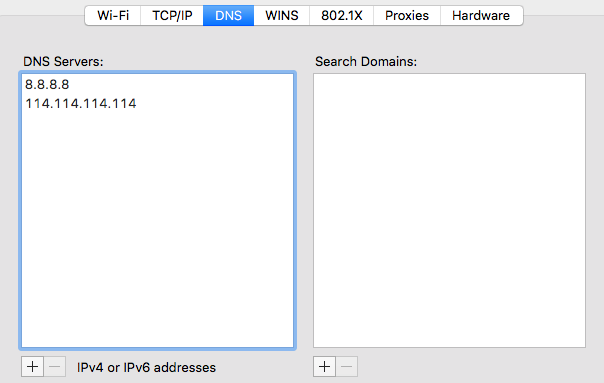 Wi-Fi TCP/IP DNS WINS 802.1X Proxies Hardware
DNS Servers: Search Domains:
8.8.8.8
114.114.114.114
+ − IPv4 or IPv6 addresses + −